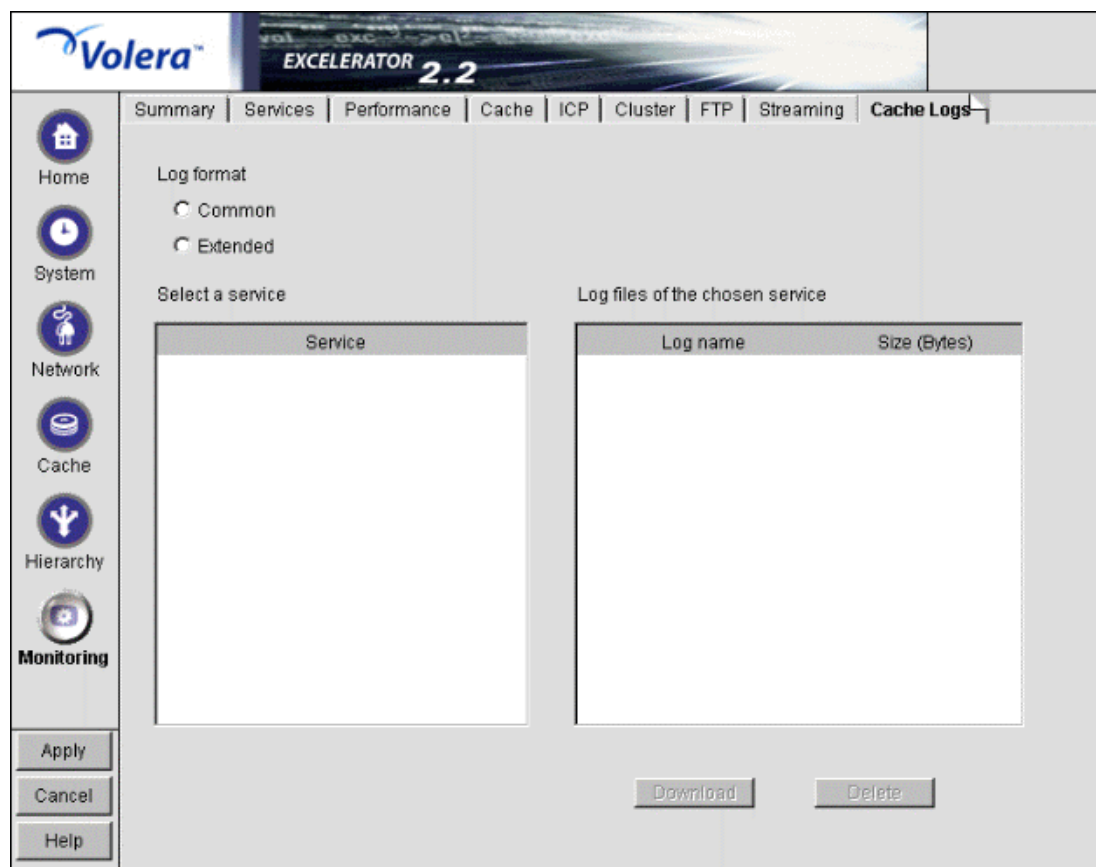 Volera™
EXCELERATOR 2.2
Summary Services Performance Cache ICP Cluster FTP Streaming Cache Logs
Home
System
Network
Cache
Hierarchy
Monitoring
Apply
Cancel
Help
Log format
Common
Extended
Select a service
Service
Log files of the chosen service
Log name Size (Bytes)
Download Delete